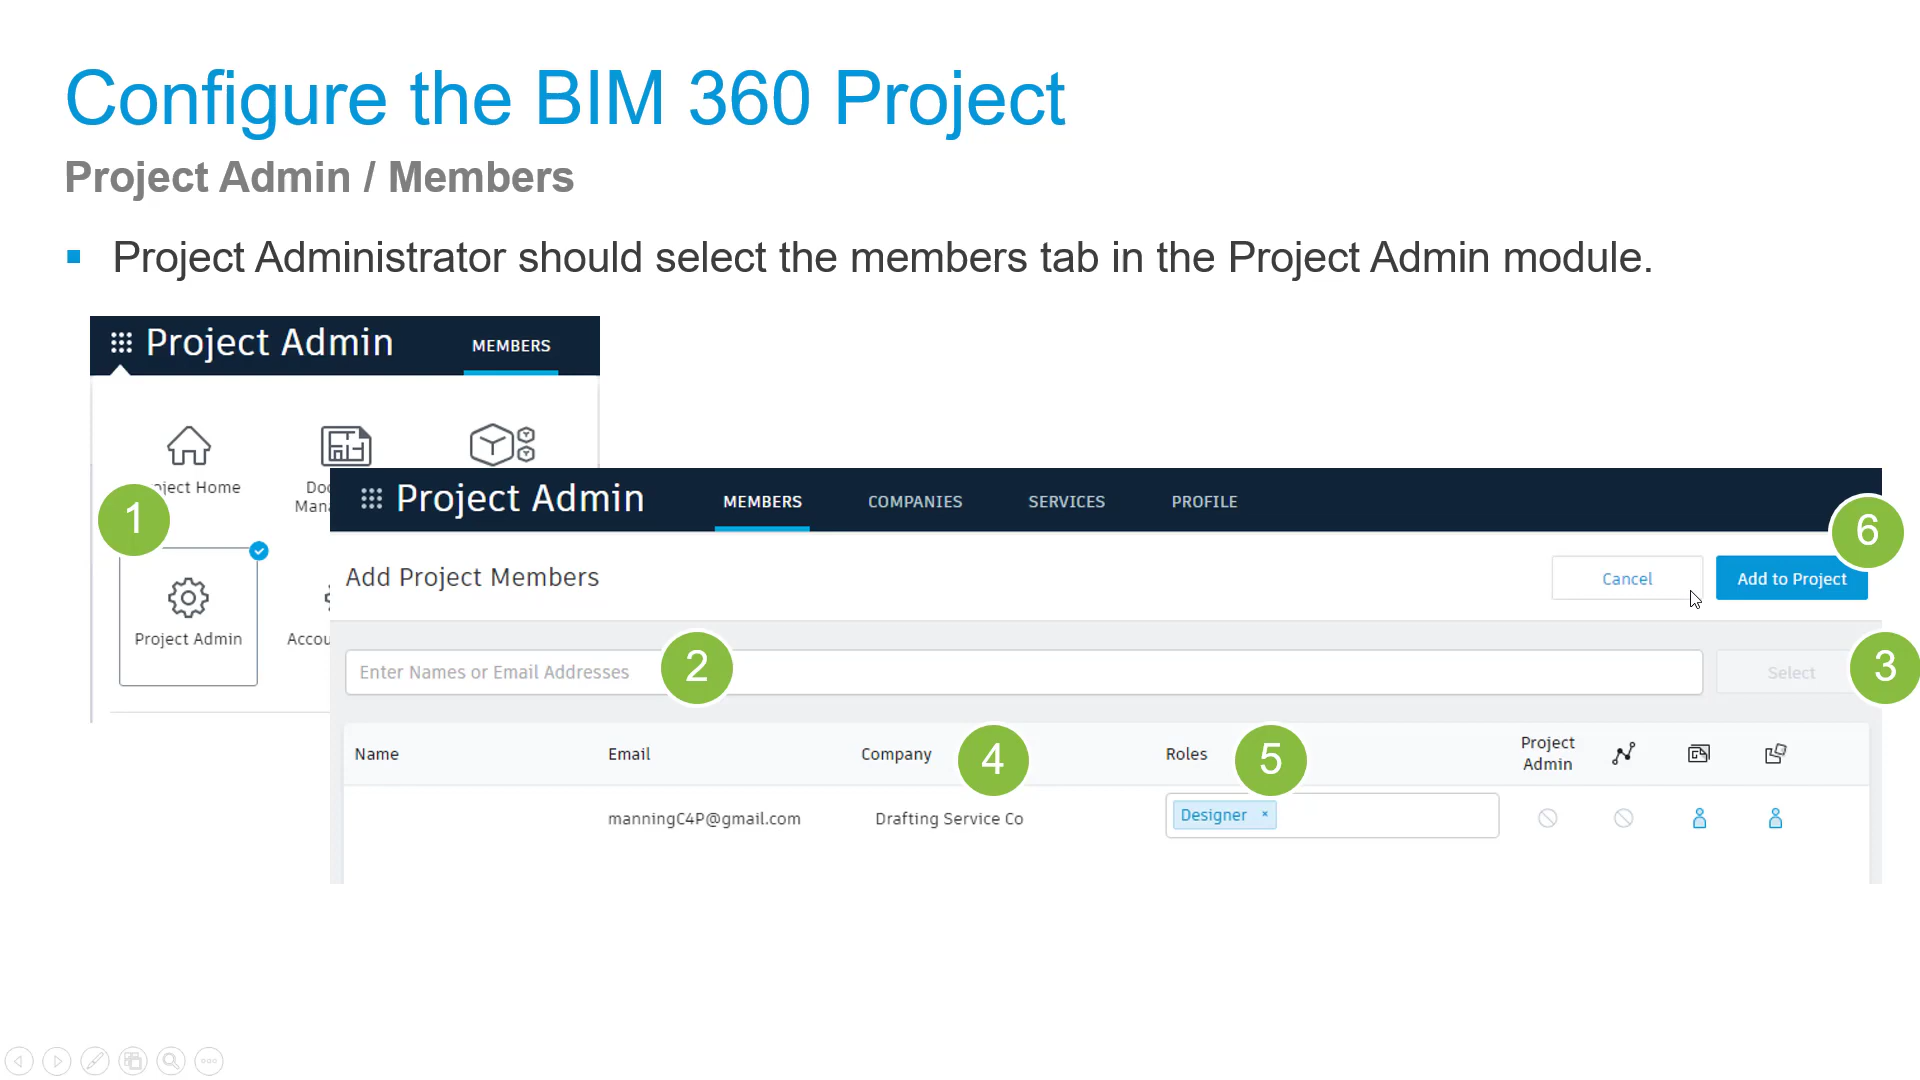 Configure the BIM 360 Project
Project Admin / Members
Project Administrator should select the members tab in the Project Admin module.
Project Admin MEMBERS
oject Home
1
Project Admin
Project Admin MEMBERS COMPANIES SERVICES PROFILE
6
Add Project Members
Cancel
Add to Project
Enter Names or Email Addresses
2
Select
3
Name
Email
Company
4
Roles
5
Project
Admin
manningC4P@gmail.com
Drafting Service Co
Designer ×